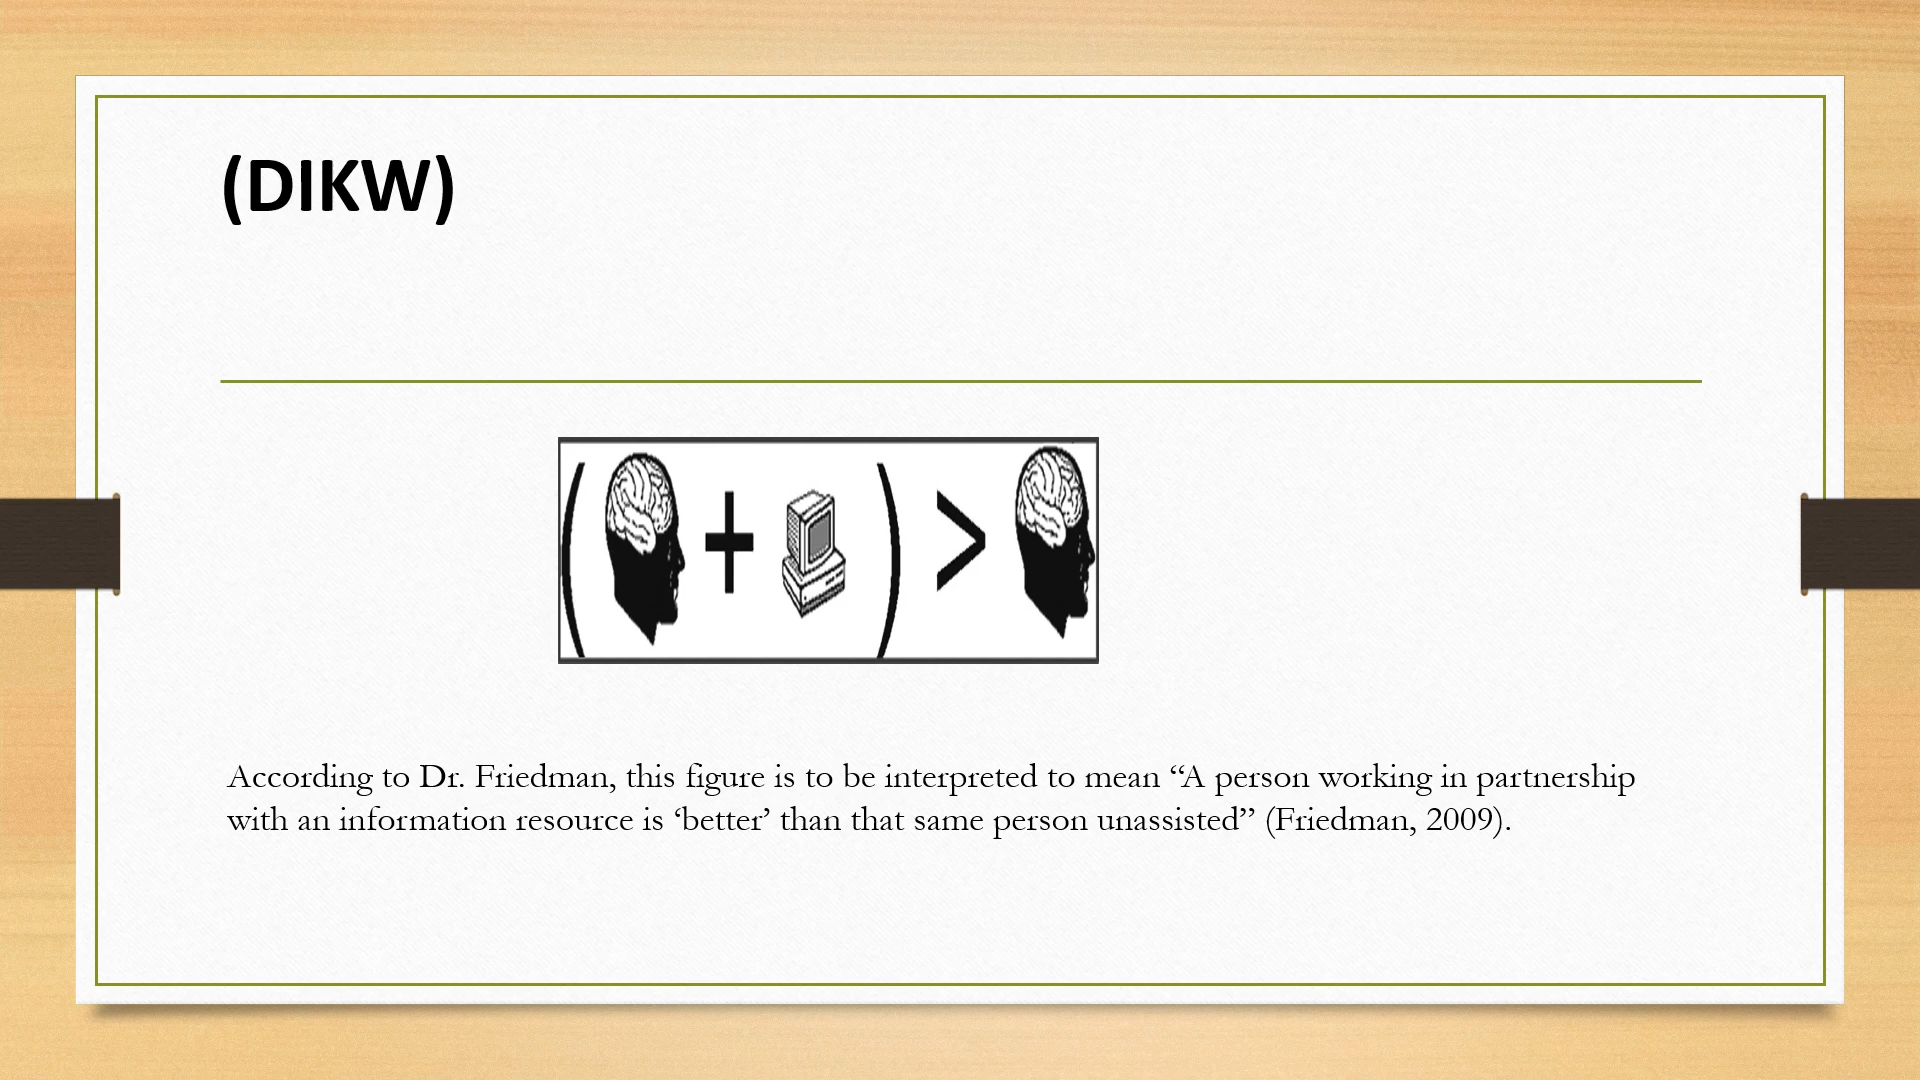 (DIKW)
( + ) >
According to Dr. Friedman, this figure is to be interpreted to mean “A person working in partnership
with an information resource is ‘better’ than that same person unassisted” (Friedman, 2009).